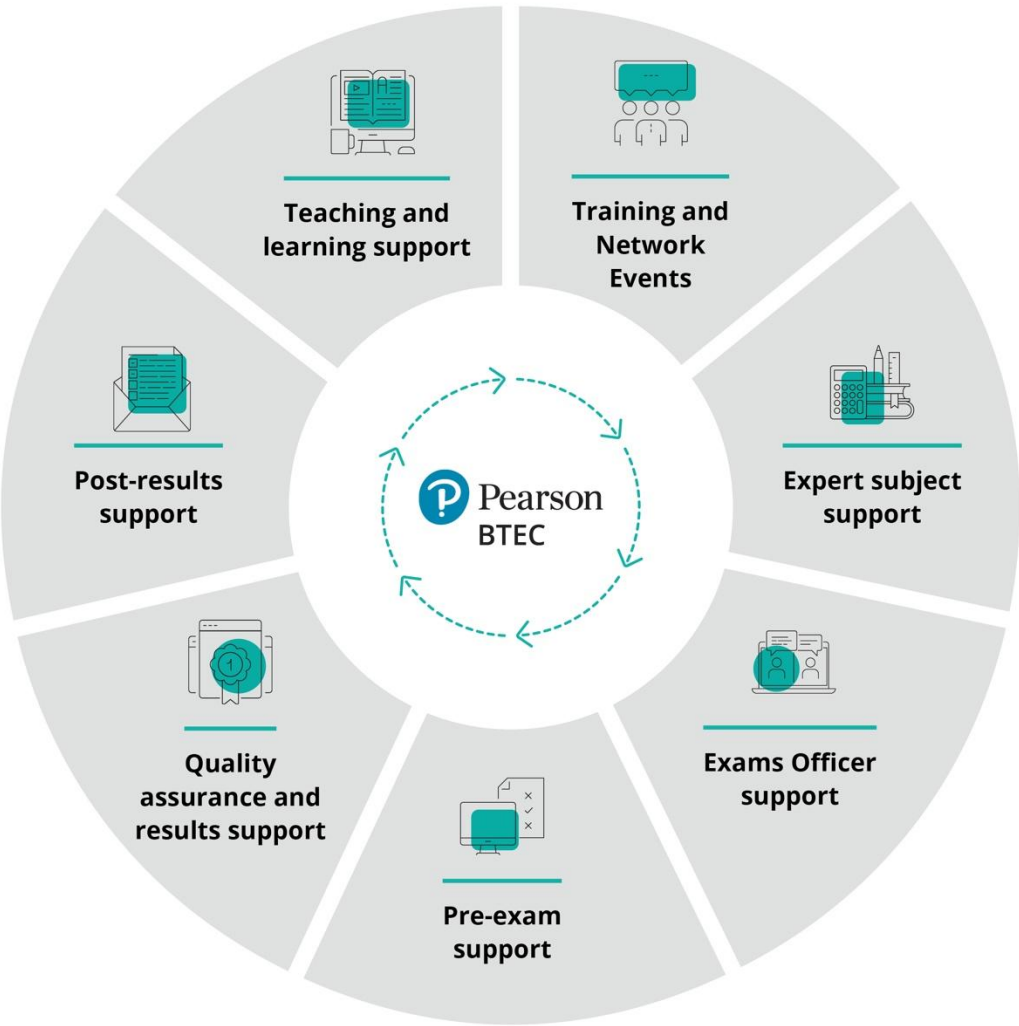 Teaching and
learning support
Training and
Network
Events
Expert subject
support
Exams Officer
support
Pre-exam
support
Quality
assurance and
results support
Post-results
support
Pearson
BTEC